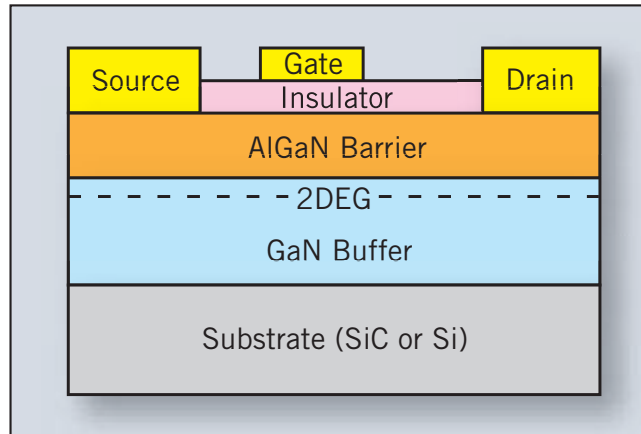 Source
Gate
Drain
Insulator
AlGaN Barrier
2DEG
GaN Buffer
Substrate (SiC or Si)